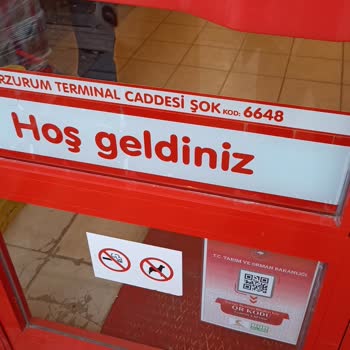 RZURUM TERMINAL CADDESİ ŞOK KOD: 6648
Hoş geldiniz
T.C. TARIM VE ORMAN BAKANLIĞI
QR KODU